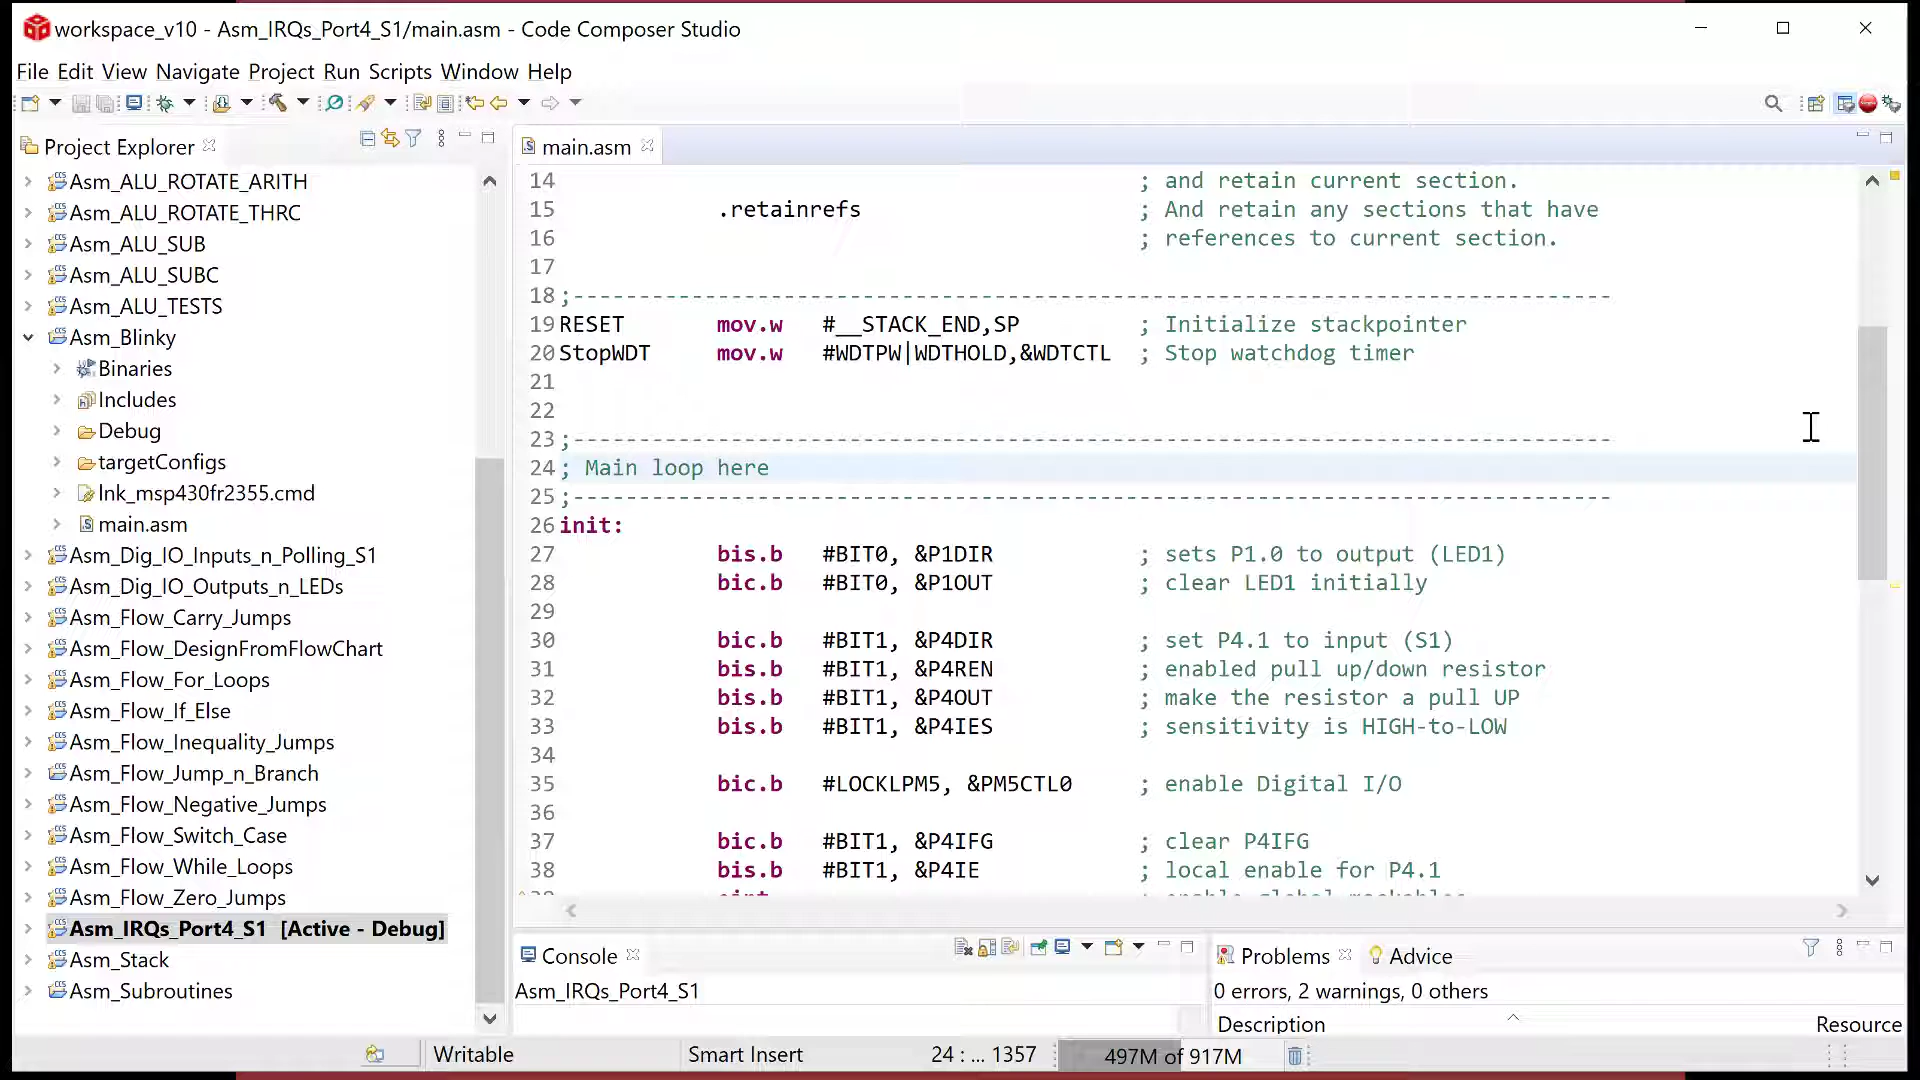 workspace_v10 - Asm_IRQs_Port4_S1/main.asm - Code Composer Studio
File Edit View Navigate Project Run Scripts Window Help
Project Explorer
Asm_ALU_ROTATE_ARITH
Asm_ALU_ROTATE_THRC
Asm_ALU_SUB
Asm_ALU_SUBC
Asm_ALU_TESTS
Asm_Blinky
Binaries
Includes
Debug
targetConfigs
lnk_msp430fr2355.cmd
main.asm
Asm_Dig_IO_Inputs_n_Polling_S1
Asm_Dig_IO_Outputs_n_LEDs
Asm_Flow_Carry_Jumps
Asm_Flow_DesignFromFlowChart
Asm_Flow_For_Loops
Asm_Flow_If_Else
Asm_Flow_Inequality_Jumps
Asm_Flow_Jump_n_Branch
Asm_Flow_Negative_Jumps
Asm_Flow_Switch_Case
Asm_Flow_While_Loops
Asm_Flow_Zero_Jumps
Asm_IRQs_Port4_S1 [Active - Debug]
Asm_Stack
Asm_Subroutines
main.asm
14 ; and retain current section.
15 .retainrefs ; And retain any sections that have
16 ; references to current section.
17
18 ;-------------------------------------------------------------------------------
19 RESET mov.w #__STACK_END,SP ; Initialize stackpointer
20 StopWDT mov.w #WDTPW|WDTHOLD,&WDTCTL ; Stop watchdog timer
21
22
23 ;-------------------------------------------------------------------------------
24 ; Main loop here
25 ;-------------------------------------------------------------------------------
26 init:
27 bis.b #BIT0, &P1DIR ; sets P1.0 to output (LED1)
28 bic.b #BIT0, &P1OUT ; clear LED1 initially
29
30 bic.b #BIT1, &P4DIR ; set P4.1 to input (S1)
31 bis.b #BIT1, &P4REN ; enabled pull up/down resistor
32 bis.b #BIT1, &P4OUT ; make the resistor a pull UP
33 bis.b #BIT1, &P4IES ; sensitivity is HIGH-to-LOW
34
35 bic.b #LOCKLPM5, &PM5CTL0 ; enable Digital I/O
36
37 bic.b #BIT1, &P4IFG ; clear P4IFG
38 bis.b #BIT1, &P4IE ; local enable for P4.1
Console
Asm_IRQs_Port4_S1
Problems
Advice
0 errors, 2 warnings, 0 others
Description
Resource
Writable
Smart Insert
24 : ... 1357
497M of 917M